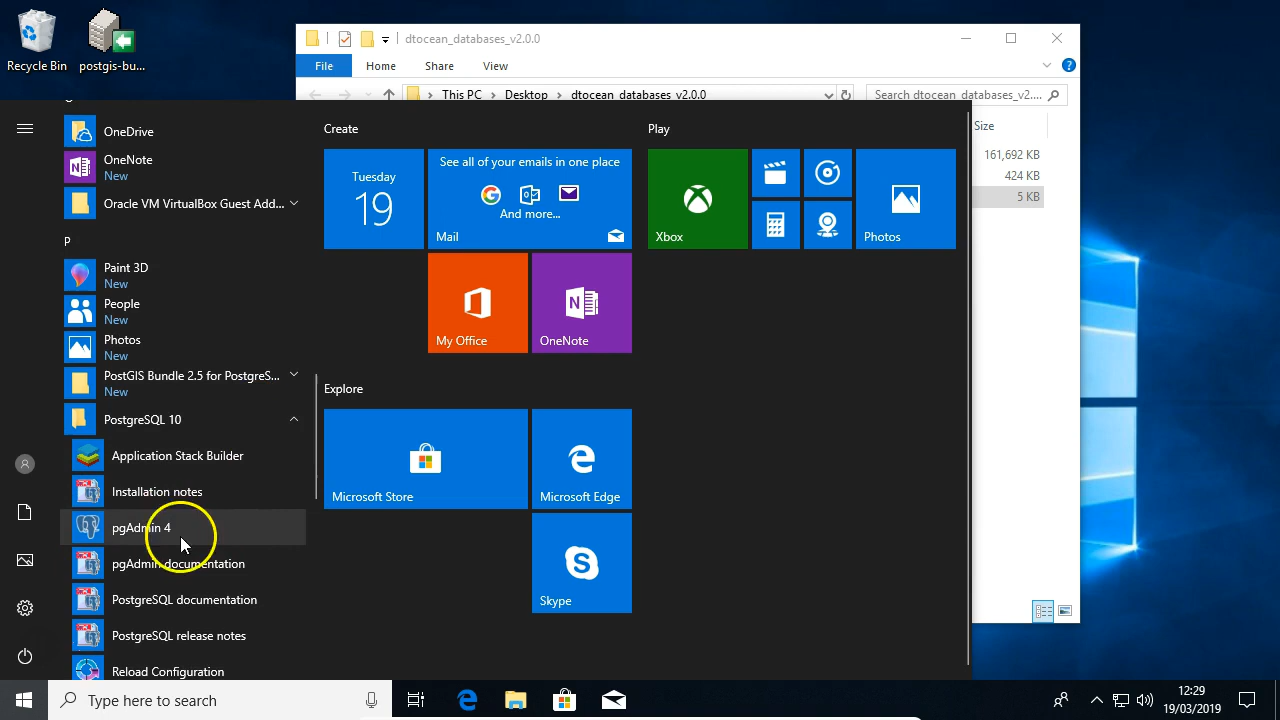 Recycle Bin
postgis-bu...
dtocean_databases_v2.0.0
File
Home
Share
View
This PC
Desktop
dtocean_databases_v2.0.0
Search dtocean_databases_v2....
Size
161,692 KB
424 KB
5 KB
OneDrive
OneNote
New
Oracle VM VirtualBox Guest Add...
P
Paint 3D
New
People
New
Photos
New
PostGIS Bundle 2.5 for PostgreS...
New
PostgreSQL 10
Application Stack Builder
Installation notes
pgAdmin 4
pgAdmin documentation
PostgreSQL documentation
PostgreSQL release notes
Reload Configuration
Create
Tuesday
19
See all of your emails in one place
And more...
Mail
My Office
OneNote
Explore
Microsoft Store
Microsoft Edge
Skype
Play
Xbox
Photos
Type here to search
12:29
19/03/2019